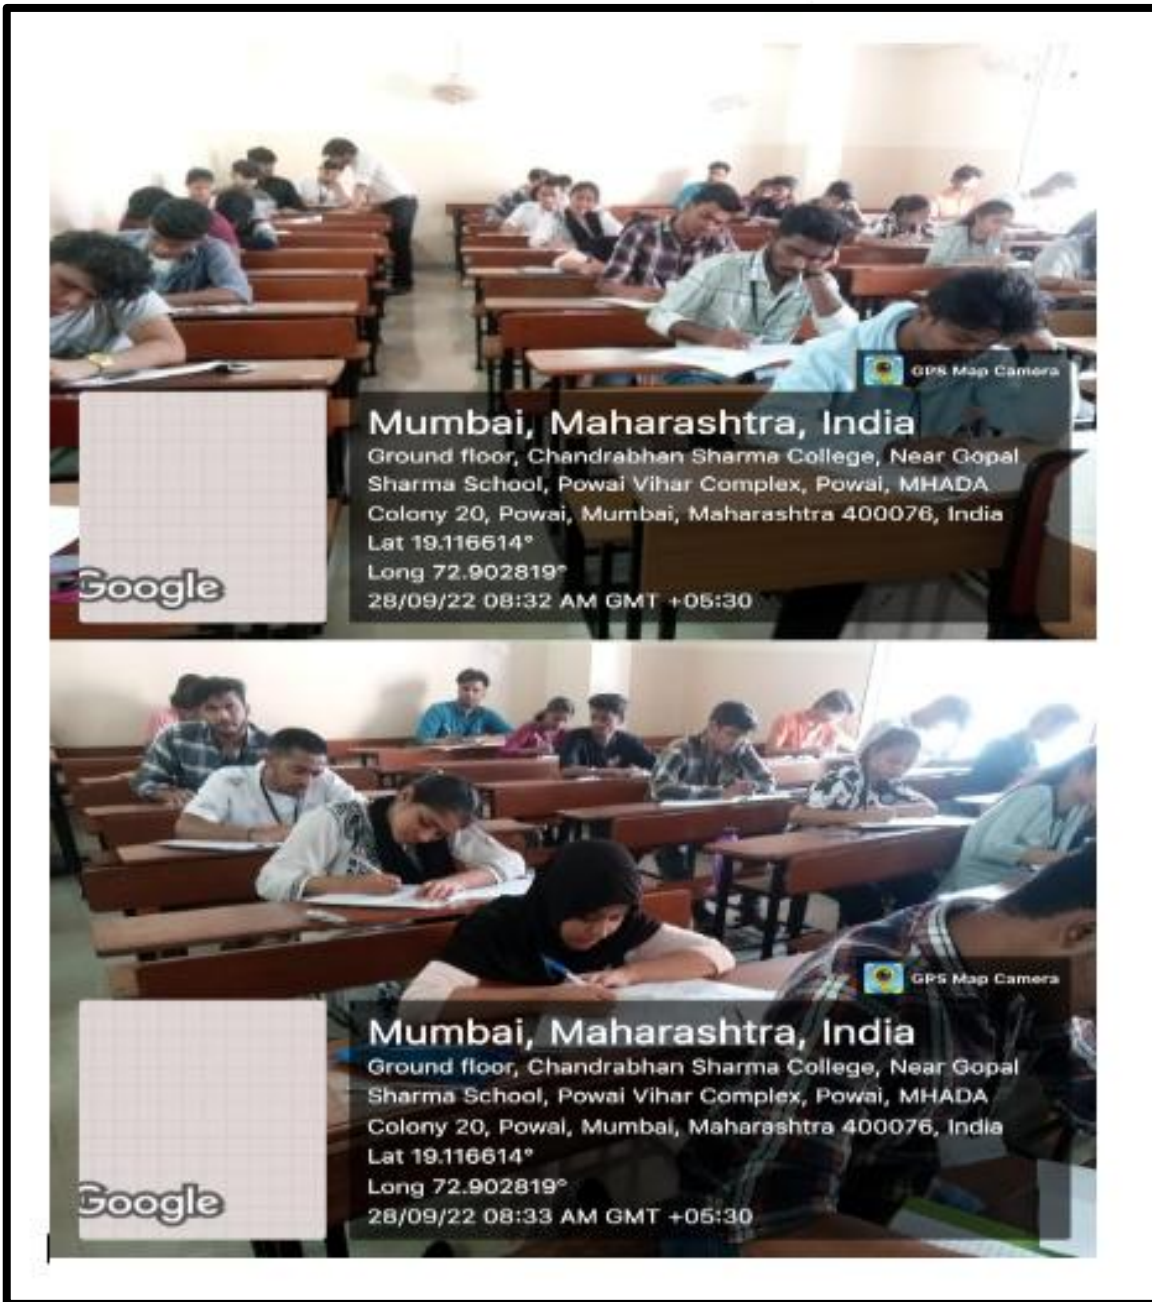 GPS Map Camera
Mumbai, Maharashtra, India
Ground floor, Chandrabhan Sharma College, Near Gopal
Sharma School, Powai Vihar Complex, Powai, MHADA
Colony 20, Powai, Mumbai, Maharashtra 400076, India
Lat 19.116614°
Long 72.902819°
28/09/22 08:32 AM GMT +05:30
Google
GPS Map Camera
Mumbai, Maharashtra, India
Ground floor, Chandrabhan Sharma College, Near Gopal
Sharma School, Powai Vihar Complex, Powai, MHADA
Colony 20, Powai, Mumbai, Maharashtra 400076, India
Lat 19.116614°
Long 72.902819°
28/09/22 08:33 AM GMT +05:30
Google